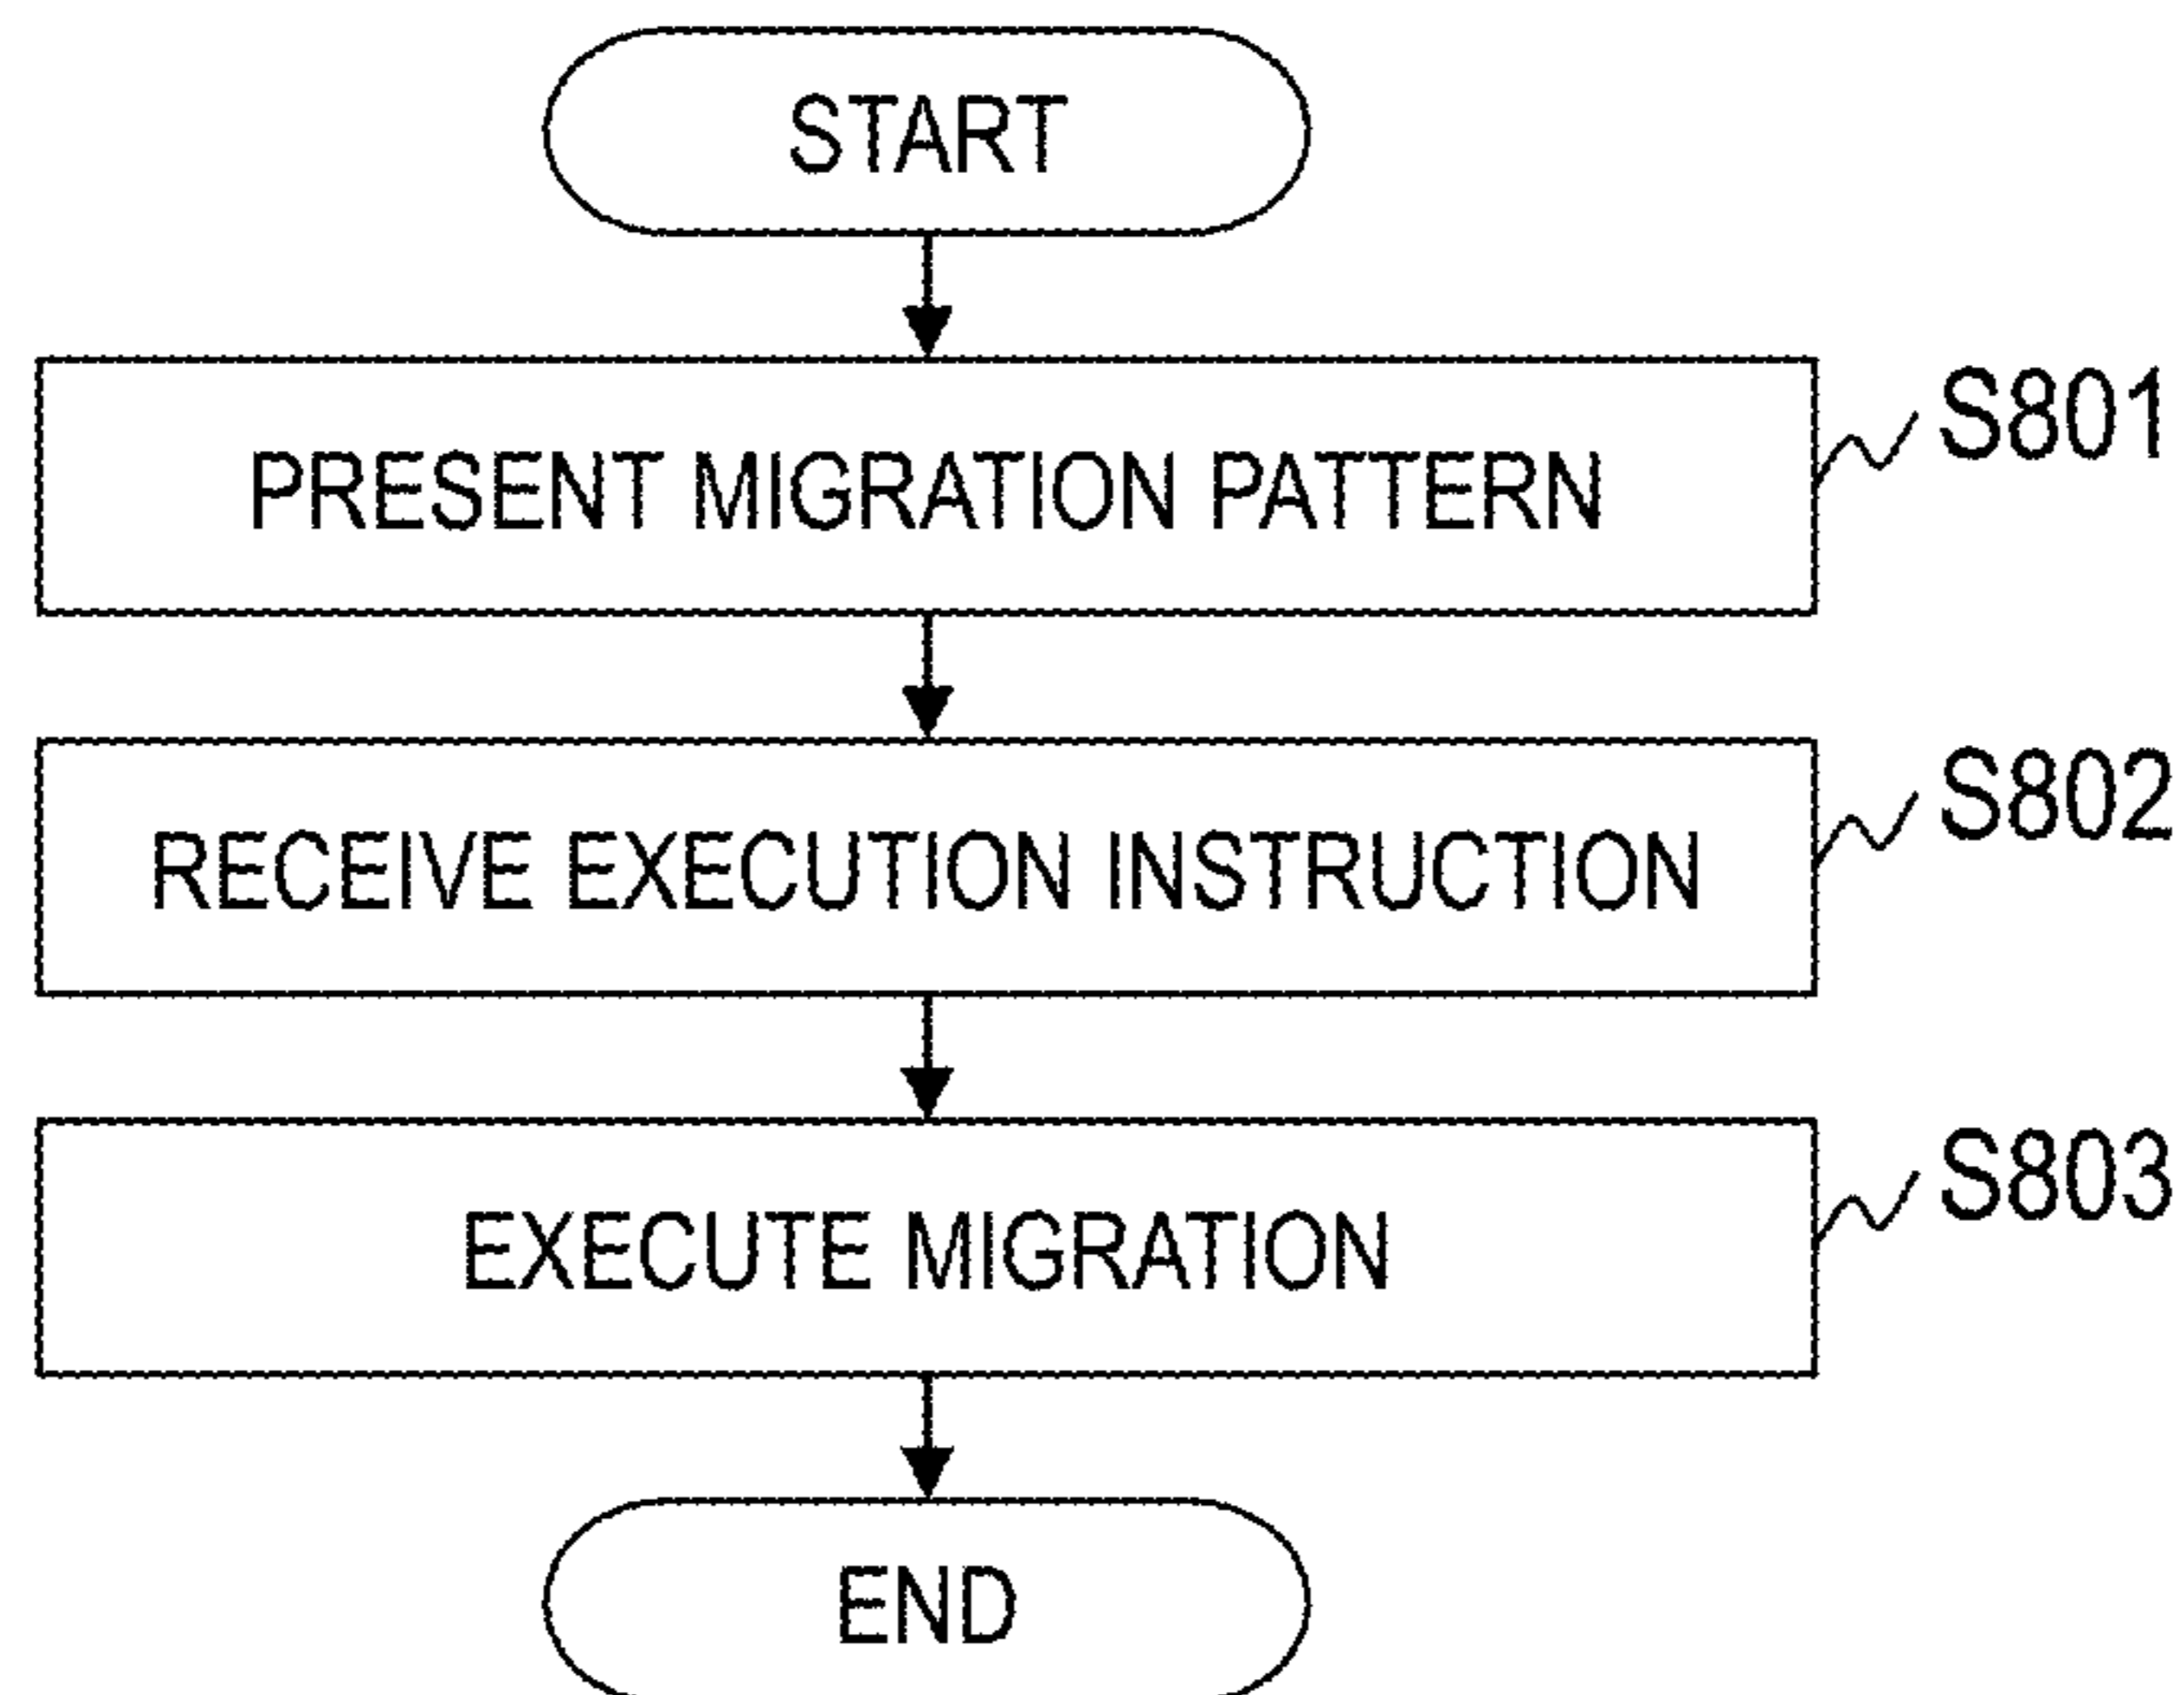 START
PRESENT MIGRATION PATTERN
S801
RECEIVE EXECUTION INSTRUCTION
S802
EXECUTE MIGRATION
S803
END